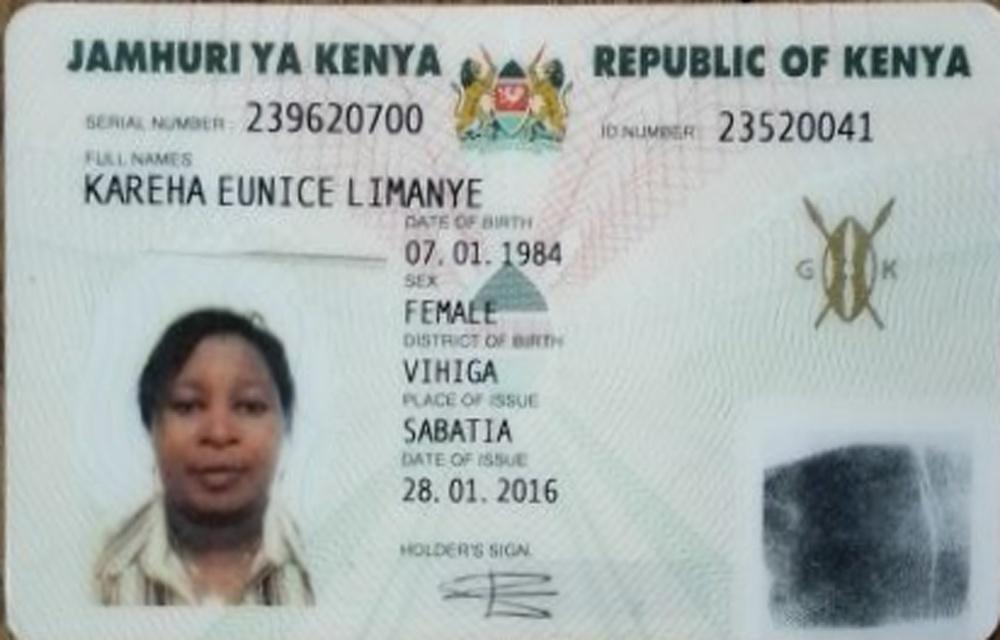 JAMHURI YA KENYA REPUBLIC OF KENYA
SERIAL NUMBER: 239620700 ID NUMBER: 23520041
FULL NAMES
KAREHA EUNICE LIMANYE
DATE OF BIRTH
07. 01. 1984
SEX
G K
FEMALE
DISTRICT OF BIRTH
VIHIGA
PLACE OF ISSUE
SABATIA
DATE OF ISSUE
28. 01. 2016
HOLDER'S SIGN.